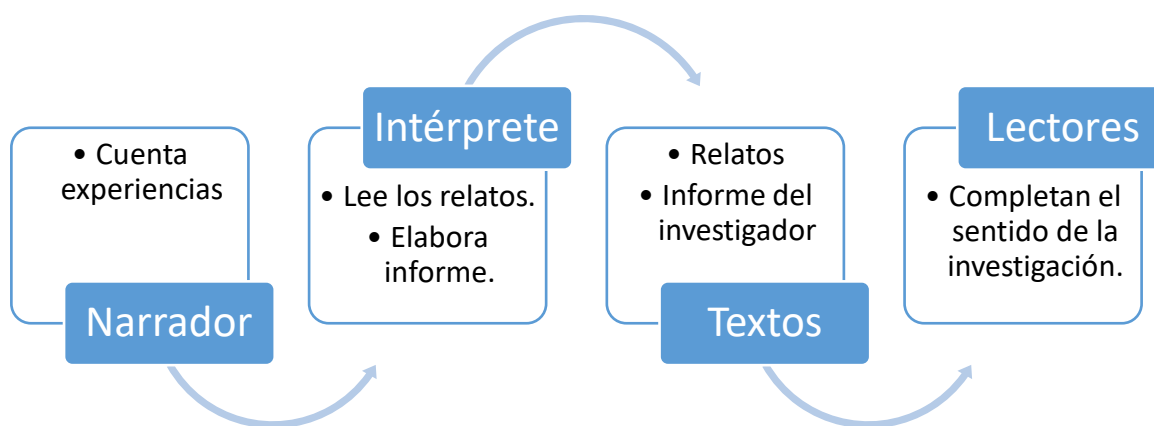 • Cuenta
experiencias
Narrador
Intérprete
• Lee los relatos.
• Elabora
informe.
• Relatos
• Informe del
investigador
Textos
Lectores
• Completan el
sentido de la
investigación.